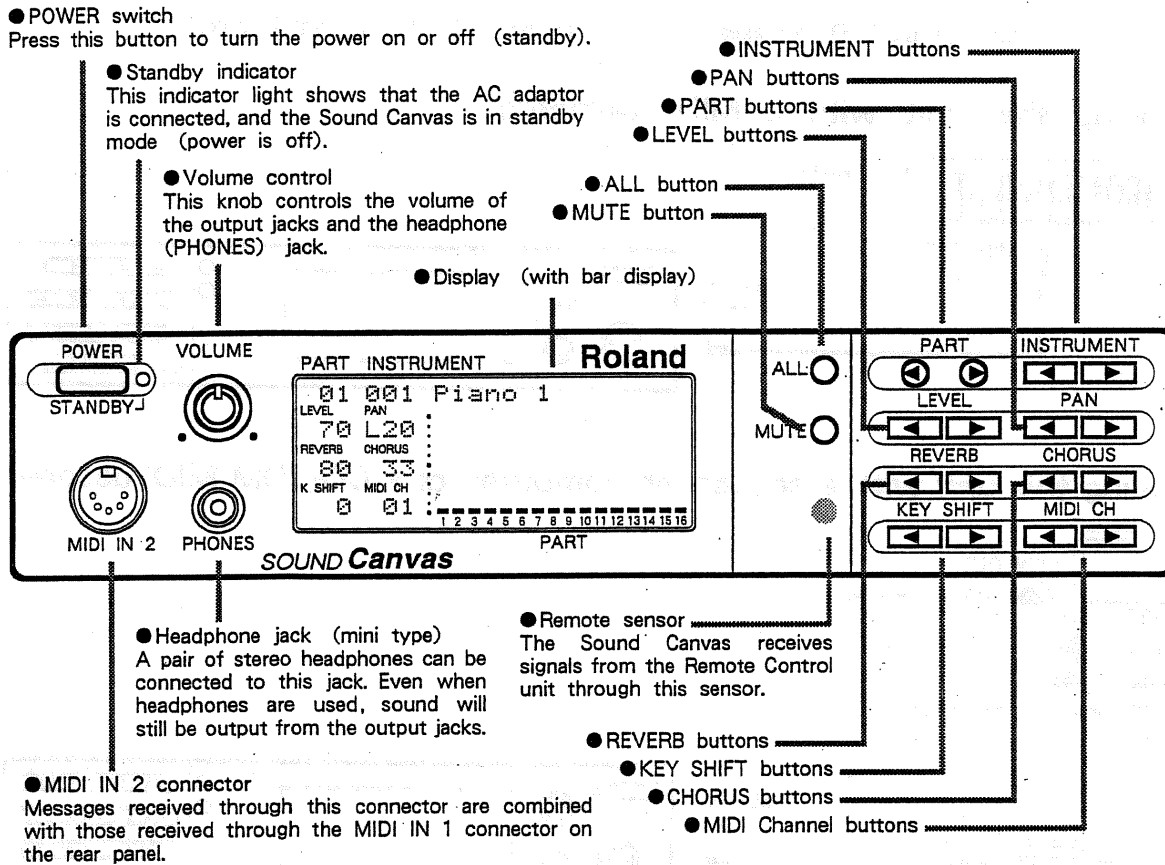 ●POWER switch
Press this button to turn the power on or off (standby).
●Standby indicator
This indicator light shows that the AC adaptor
is connected, and the Sound Canvas is in standby
mode (power is off).
●Volume control
This knob controls the volume of
the output jacks and the headphone
(PHONES) jack.
●Display (with bar display)
●INSTRUMENT buttons
●PAN buttons
●PART buttons
●LEVEL buttons
●ALL button
●MUTE button
POWER
STANDBY
VOLUME
MIDI IN 2
PHONES
PART INSTRUMENT
Roland
01 001 Piano 1
LEVEL PAN
70 L20
REVERB CHORUS
80 33
K SHIFT MIDI CH
0 01
1 2 3 4 5 6 7 8 9 10 11 12 13 14 15 16
PART
SOUND Canvas
ALL
MUTE
PART INSTRUMENT
LEVEL PAN
REVERB CHORUS
KEY SHIFT MIDI CH
●Headphone jack (mini type)
A pair of stereo headphones can be
connected to this jack. Even when
headphones are used, sound will
still be output from the output jacks.
●Remote sensor
The Sound Canvas receives
signals from the Remote Control
unit through this sensor.
●MIDI IN 2 connector
Messages received through this connector are combined
with those received through the MIDI IN 1 connector on
the rear panel.
●REVERB buttons
●KEY SHIFT buttons
●CHORUS buttons
●MIDI Channel buttons